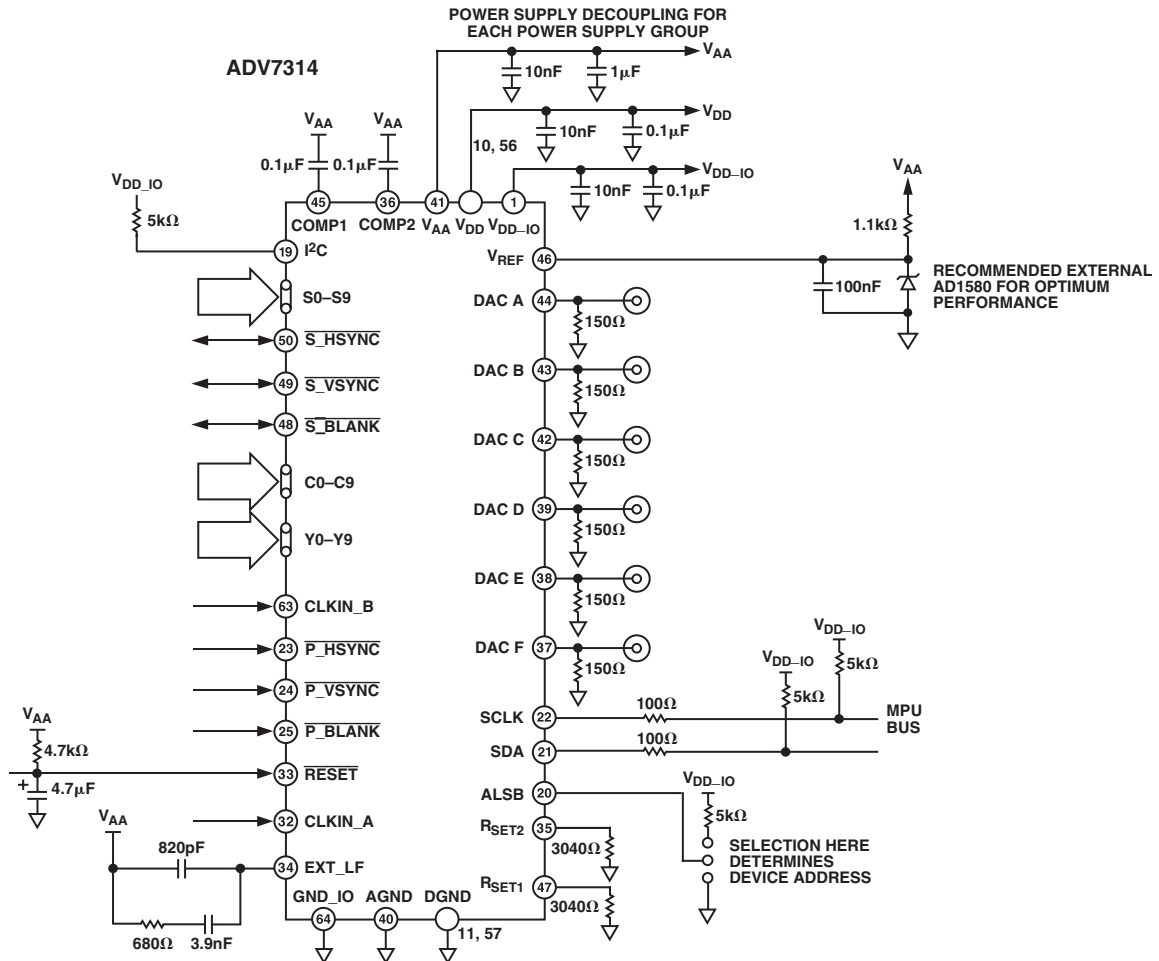 POWER SUPPLY DECOUPLING FOR
EACH POWER SUPPLY GROUP
ADV7314
VAA
10nF
1µF
VDD
10nF
0.1µF
10, 56
VDD–IO
10nF
0.1µF
VAA
VAA
0.1µF
0.1µF
VDD_IO
5kΩ
45
36
41
1
COMP1
COMP2
VAA
VDD
VDD–IO
19
I²C
S0–S9
50
S_HSYNC
49
S_VSYNC
48
S_BLANK
C0–C9
Y0–Y9
63
CLKIN_B
23
P_HSYNC
24
P_VSYNC
25
P_BLANK
VAA
4.7kΩ
33
RESET
+
4.7µF
32
CLKIN_A
VAA
820pF
34
EXT_LF
680Ω
3.9nF
GND_IO
AGND
DGND
64
40
11, 57
VREF
46
VAA
1.1kΩ
100nF
RECOMMENDED EXTERNAL
AD1580 FOR OPTIMUM
PERFORMANCE
DAC A
44
150Ω
DAC B
43
150Ω
DAC C
42
150Ω
DAC D
39
150Ω
DAC E
38
150Ω
DAC F
37
150Ω
VDD–IO
5kΩ
VDD–IO
5kΩ
SCLK
22
100Ω
SDA
21
100Ω
MPU
BUS
ALSB
20
VDD–IO
5kΩ
SELECTION HERE
DETERMINES
DEVICE ADDRESS
RSET2
35
3040Ω
RSET1
47
3040Ω